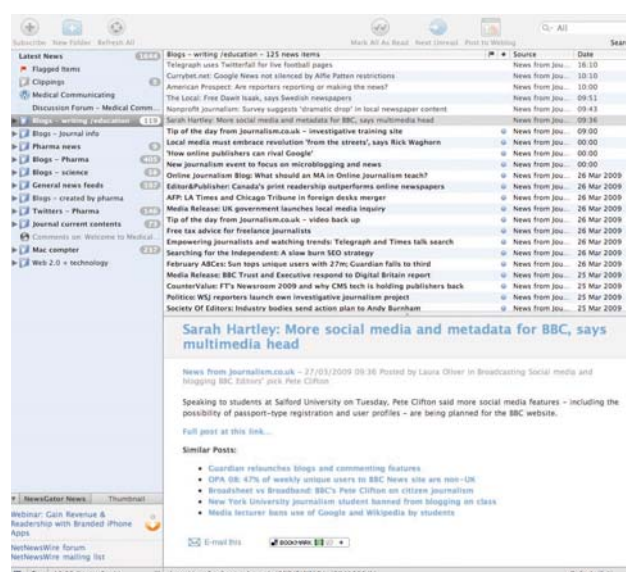 Subscribe New Folder Refresh All
Mark All As Read Next Unread Post to Weblog
All
Sear
Latest News
Flagged Items
Clippings
Medical Communicating
Discussion Forum - Medical Comm...
Blogs - writing /education 119
Blogs - Journal info
Pharma news
Blogs - Pharma
Blogs - science
General news feeds
Blogs - created by pharma
Twitters - Pharma
Journal current contents
Comments on: Welcome to Medical...
Mac compter
Web 2.0 + technology
Blogs - writing /education - 125 news items
Source Date
Telegraph uses Twitterfall for live football pages News from Jou... 16:10
Currybet.net: Google News not silenced by Alfie Patten restrictions News from Jou... 10:10
American Prospect: Are reporters reporting or making the news? News from Jou... 10:00
The Local: Free Dawit Isaak, says Swedish newspapers News from Jou... 09:51
Nonprofit journalism: Survey suggests 'dramatic drop' in local newspaper content News from Jou... 09:43
Sarah Hartley: More social media and metadata for BBC, says multimedia head News from Jou... 09:36
Tip of the day from Journalism.co.uk - investigative training site News from Jou... 09:00
Local media must embrace revolution 'from the streets', says Rick Waghorn News from Jou... 00:00
'How online publishers can rival Google' News from Jou... 00:00
New journalism event to focus on microblogging and news News from Jou... 00:00
Online Journalism Blog: What should an MA in Online Journalism teach? News from Jou... 26 Mar 2009
Editor&Publisher: Canada's print readership outperforms online newspapers News from Jou... 26 Mar 2009
AFP: LA Times and Chicago Tribune in foreign desks merger News from Jou... 26 Mar 2009
Media Release: UK government launches local media inquiry News from Jou... 26 Mar 2009
Tip of the day from Journalism.co.uk - video back up News from Jou... 26 Mar 2009
Free tax advice for freelance journalists News from Jou... 26 Mar 2009
Empowering journalists and watching trends: Telegraph and Times talk search News from Jou... 26 Mar 2009
Searching for the Independent: A slow burn SEO strategy News from Jou... 26 Mar 2009
February ABCes: Sun tops unique users with 27m; Guardian falls to third News from Jou... 26 Mar 2009
Media Release: BBC Trust and Executive respond to Digital Britain report News from Jou... 25 Mar 2009
CounterValue: FT's Newsroom 2009 and why CMS tech is holding publishers back News from Jou... 25 Mar 2009
Politico: WSJ reporters launch own investigative journalism project News from Jou... 25 Mar 2009
Society Of Editors: Industry bodies send action plan to Andy Burnham News from Jou... 25 Mar 2009
Sarah Hartley: More social media and metadata for BBC, says
multimedia head
News from Journalism.co.uk - 27/03/2009 09:36 Posted by Laura Oliver in Broadcasting Social media and
blogging BBC Editors' pick Pete Clifton
Speaking to students at Salford University on Tuesday, Pete Clifton said more social media features - including the
possibility of passport-type registration and user profiles - are being planned for the BBC website.
Full post at this link...
Similar Posts:
Guardian relaunches blogs and commenting features
OPA 08: 47% of weekly unique users to BBC News site are non-UK
Broadsheet vs Broadband: BBC's Pete Clifton on citizen journalism
New York University journalism student banned from blogging on class
Media lecturer bans use of Google and Wikipedia by students
E-mail this
BOOKMARK
NewsGator News Thumbnail
Webinar: Gain Revenue &
Readership with Branded iPhone
Apps
NetNewsWire forum
NetNewsWire mailing list